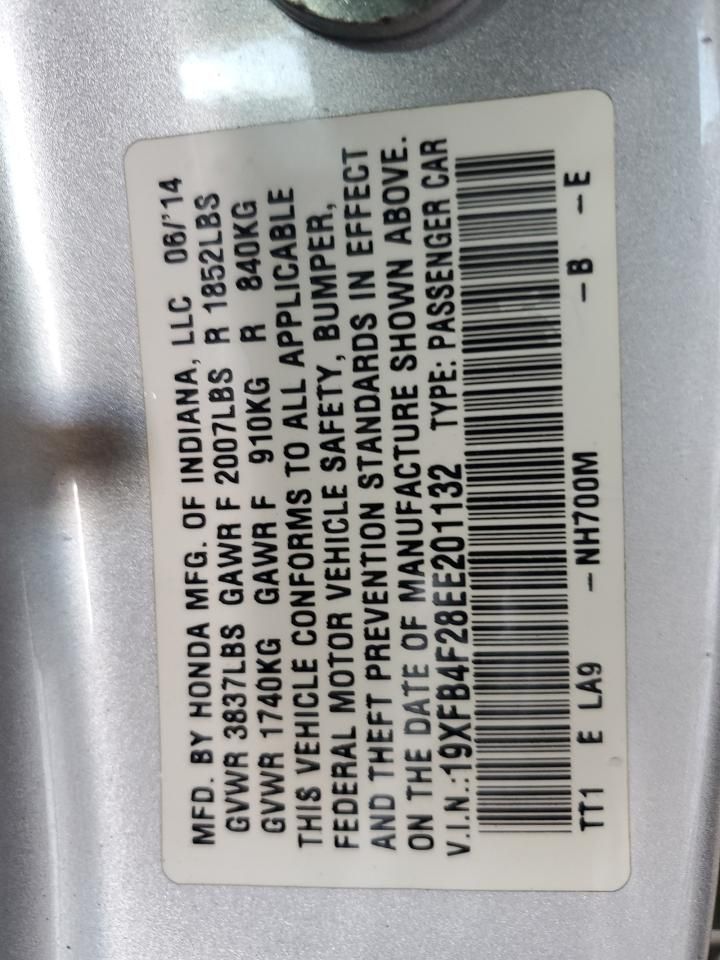 MFD. BY HONDA MFG. OF INDIANA, LLC 06/'14
GVWR 3837LBS GAWR F 2007LBS R 1852LBS
GVWR 1740KG GAWR F 910KG R 840KG
THIS VEHICLE CONFORMS TO ALL APPLICABLE
FEDERAL MOTOR VEHICLE SAFETY, BUMPER,
AND THEFT PREVENTION STANDARDS IN EFFECT
ON THE DATE OF MANUFACTURE SHOWN ABOVE.
V.I.N.:19XFB4F28EE201132 TYPE: PASSENGER CAR
TT1 E LA9 -NH700M -B -E